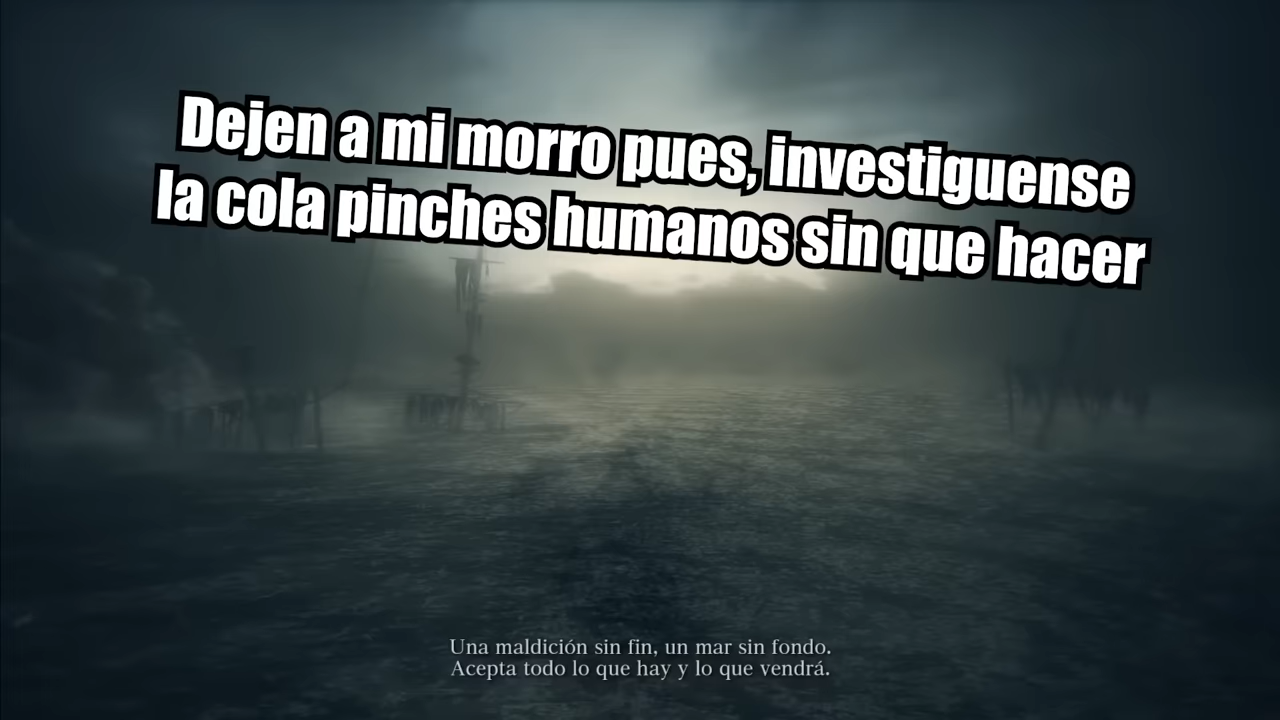 Dejen a mi morro pues, investiguense
la cola pinches humanos sin que hacer
Una maldición sin fin, un mar sin fondo.
Acepta todo lo que hay y lo que vendrá.